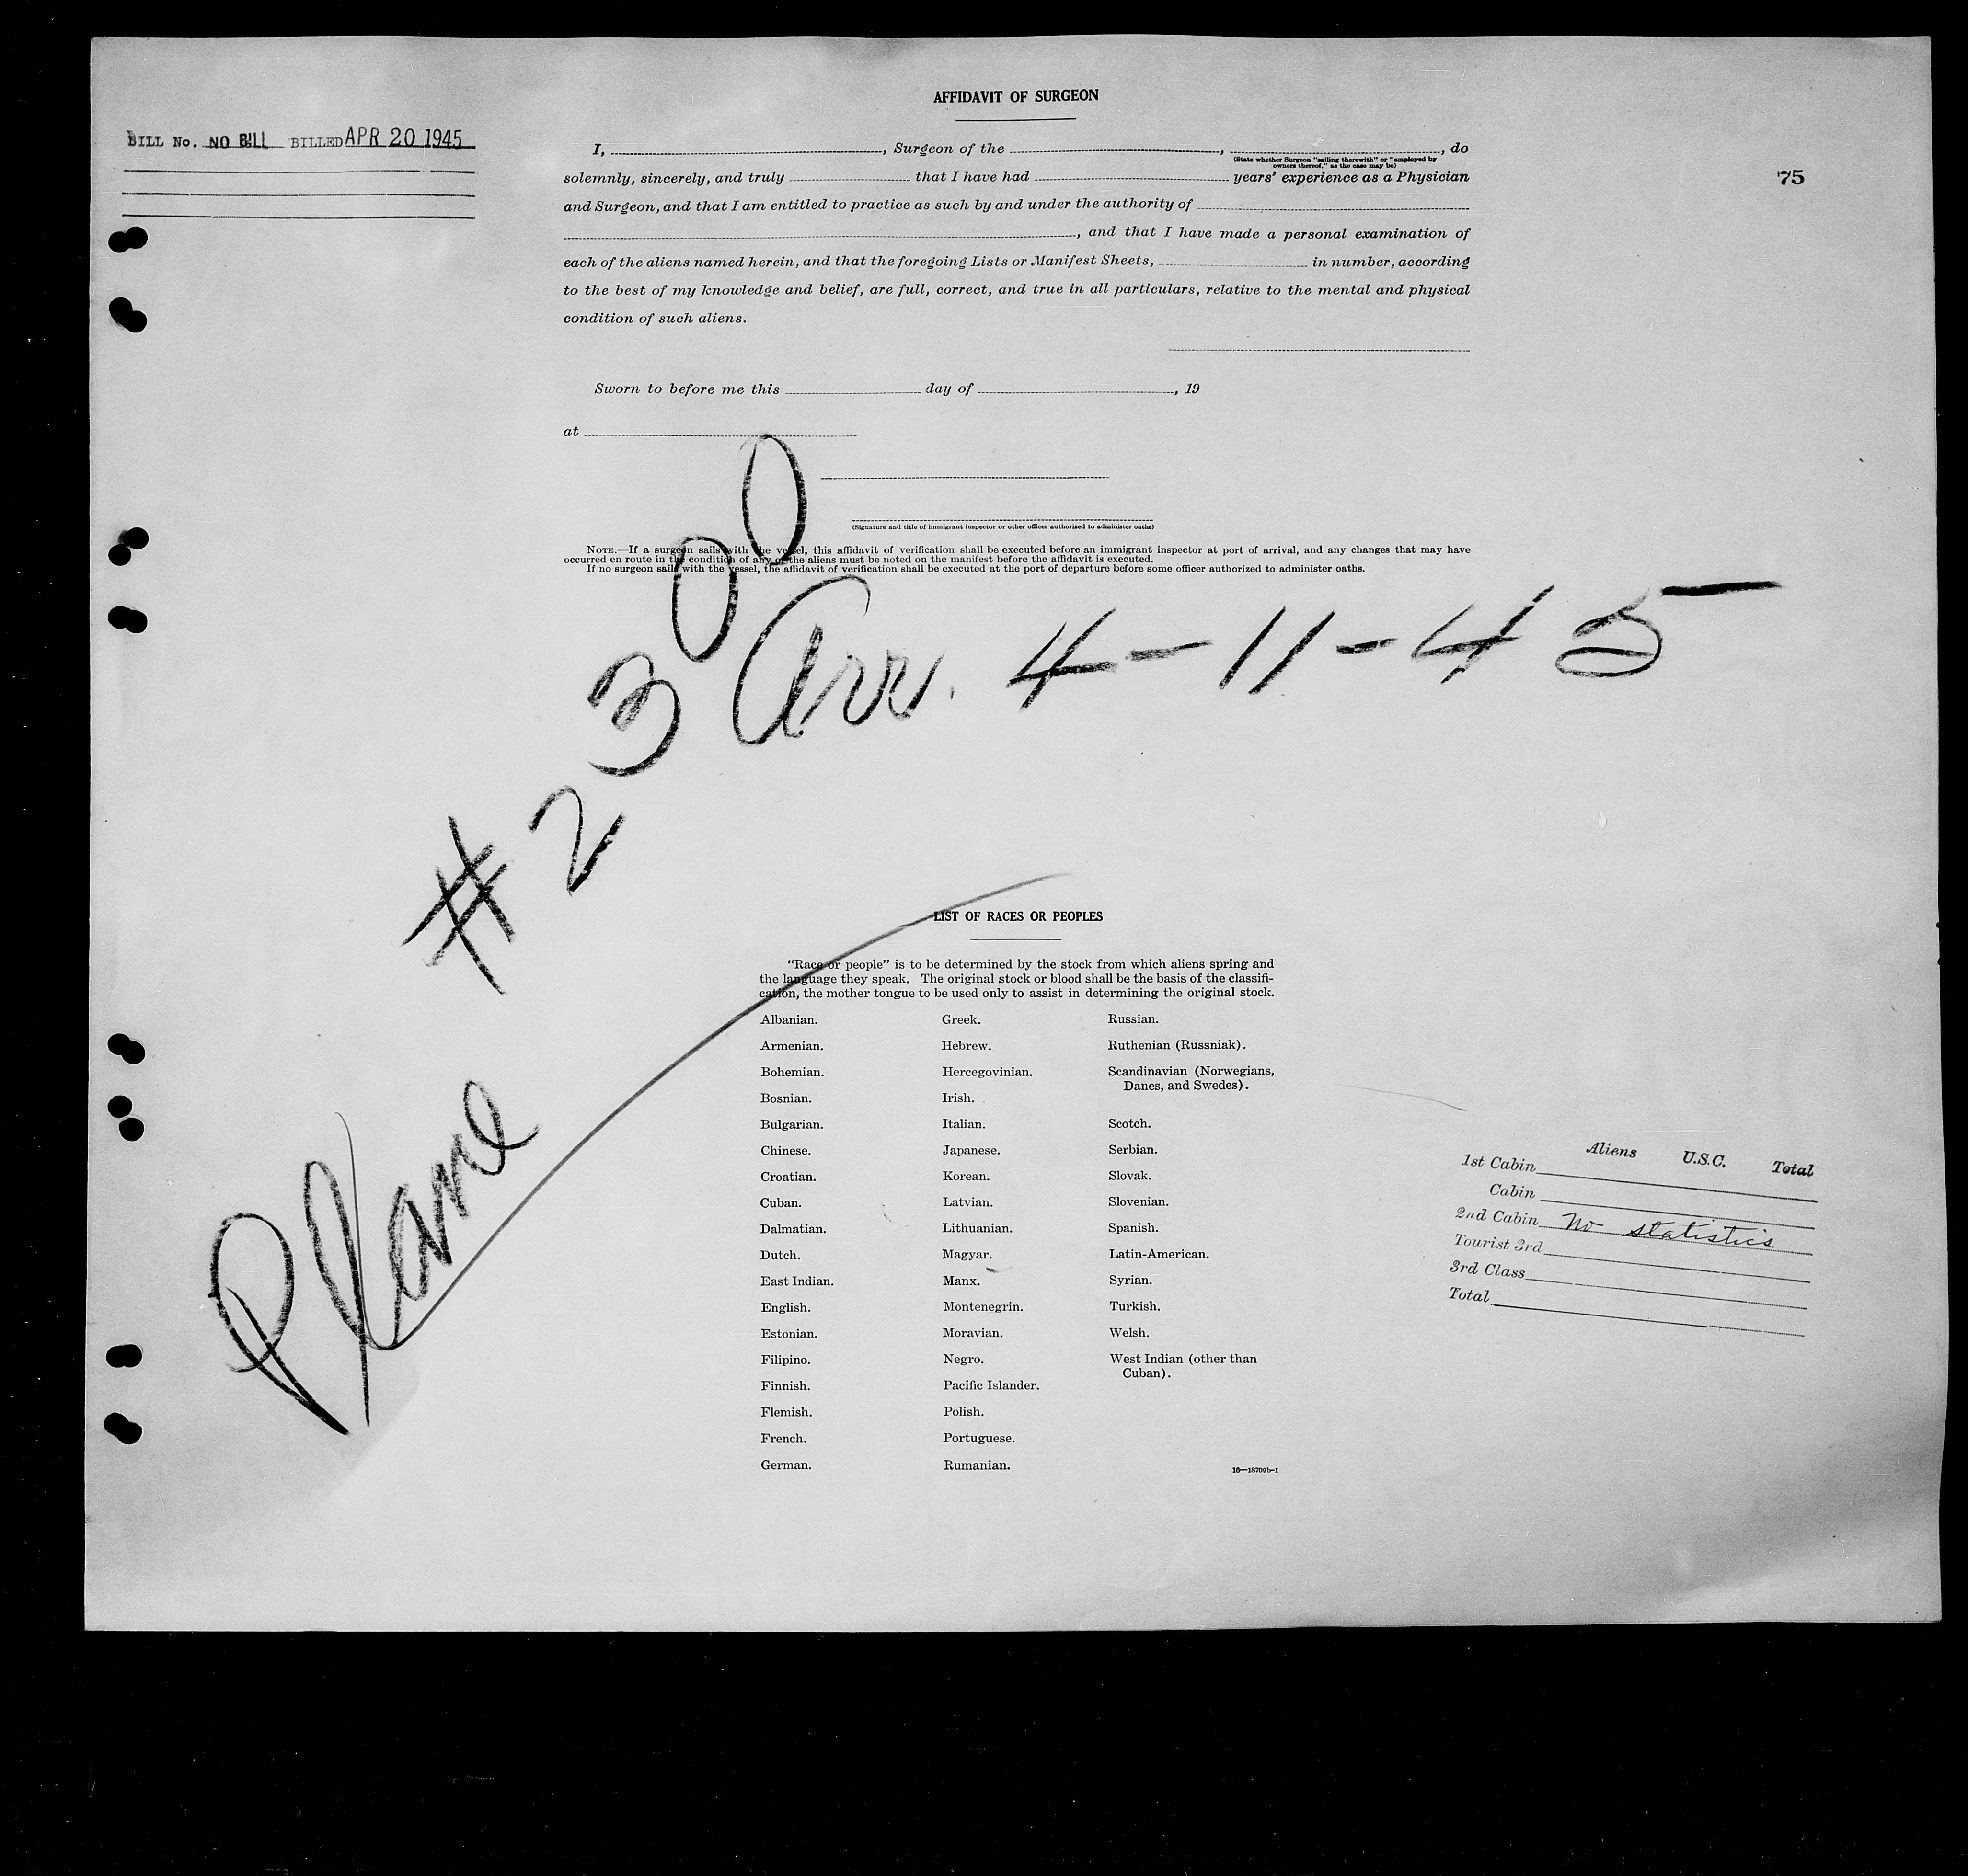 AFFIDAVIT OF SURGEON
BILL No. NO BILL BILLED APR 20 1945
75
I, , Surgeon of the , , do
(State whether Surgeon "sailing therewith" or "employed by
owners thereof," as the case may be)
solemnly, sincerely, and truly that I have had years' experience as a Physician
and Surgeon, and that I am entitled to practice as such by and under the authority of
, and that I have made a personal examination of
each of the aliens named herein, and that the foregoing Lists or Manifest Sheets, in number, according
to the best of my knowledge and belief, are full, correct, and true in all particulars, relative to the mental and physical
condition of such aliens.
Sworn to before me this day of , 19
at
(Signature and title of immigrant inspector or other officer authorized to administer oaths)
NOTE.—If a surgeon sails with the vessel, this affidavit of verification shall be executed before an immigrant inspector at port of arrival, and any changes that may have
occurred en route in the condition of any of the aliens must be noted on the manifest before the affidavit is executed.
If no surgeon sails with the vessel, the affidavit of verification shall be executed at the port of departure before some officer authorized to administer oaths.
Plane #2300
Arr. 4-11-45
LIST OF RACES OR PEOPLES
"Race or people" is to be determined by the stock from which aliens spring and
the language they speak. The original stock or blood shall be the basis of the classifi-
cation, the mother tongue to be used only to assist in determining the original stock.
Albanian.
Armenian.
Bohemian.
Bosnian.
Bulgarian.
Chinese.
Croatian.
Cuban.
Dalmatian.
Dutch.
East Indian.
English.
Estonian.
Filipino.
Finnish.
Flemish.
French.
German.
Greek.
Hebrew.
Hercegovinian.
Irish.
Italian.
Japanese.
Korean.
Latvian.
Lithuanian.
Magyar.
Manx.
Montenegrin.
Moravian.
Negro.
Pacific Islander.
Polish.
Portuguese.
Rumanian.
Russian.
Ruthenian (Russniak).
Scandinavian (Norwegians,
Danes, and Swedes).
Scotch.
Serbian.
Slovak.
Slovenian.
Spanish.
Latin-American.
Syrian.
Turkish.
Welsh.
West Indian (other than
Cuban).
16—18709b-1
Aliens U.S.C. Total
1st Cabin
Cabin
2nd Cabin No statistics
Tourist 3rd
3rd Class
Total